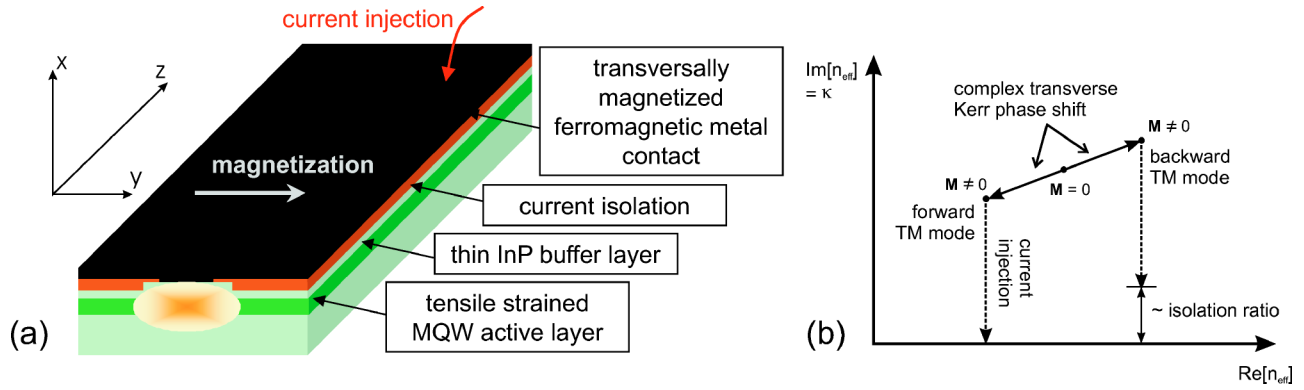 (a)
current injection
x
z
y
magnetization
transversally
magnetized
ferromagnetic metal
contact
current isolation
thin InP buffer layer
tensile strained
MQW active layer
(b)
Im[n_eff]
= κ
complex transverse
Kerr phase shift
M ≠ 0
backward
TM mode
M ≠ 0
M = 0
forward
TM mode
current
injection
~ isolation ratio
Re[n_eff]